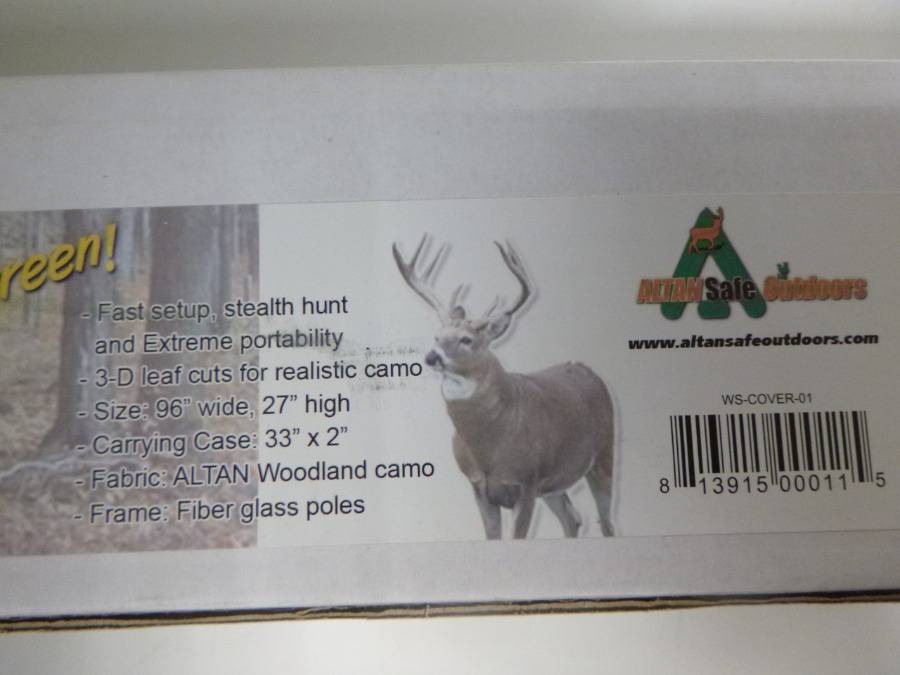 reen!
- Fast setup, stealth hunt
and Extreme portability
- 3-D leaf cuts for realistic camo
- Size: 96” wide, 27” high
- Carrying Case: 33” x 2”
- Fabric: ALTAN Woodland camo
- Frame: Fiber glass poles
ALTAN Safe Outdoors
www.altansafeoutdoors.com
WS-COVER-01
8 13915 00011 5